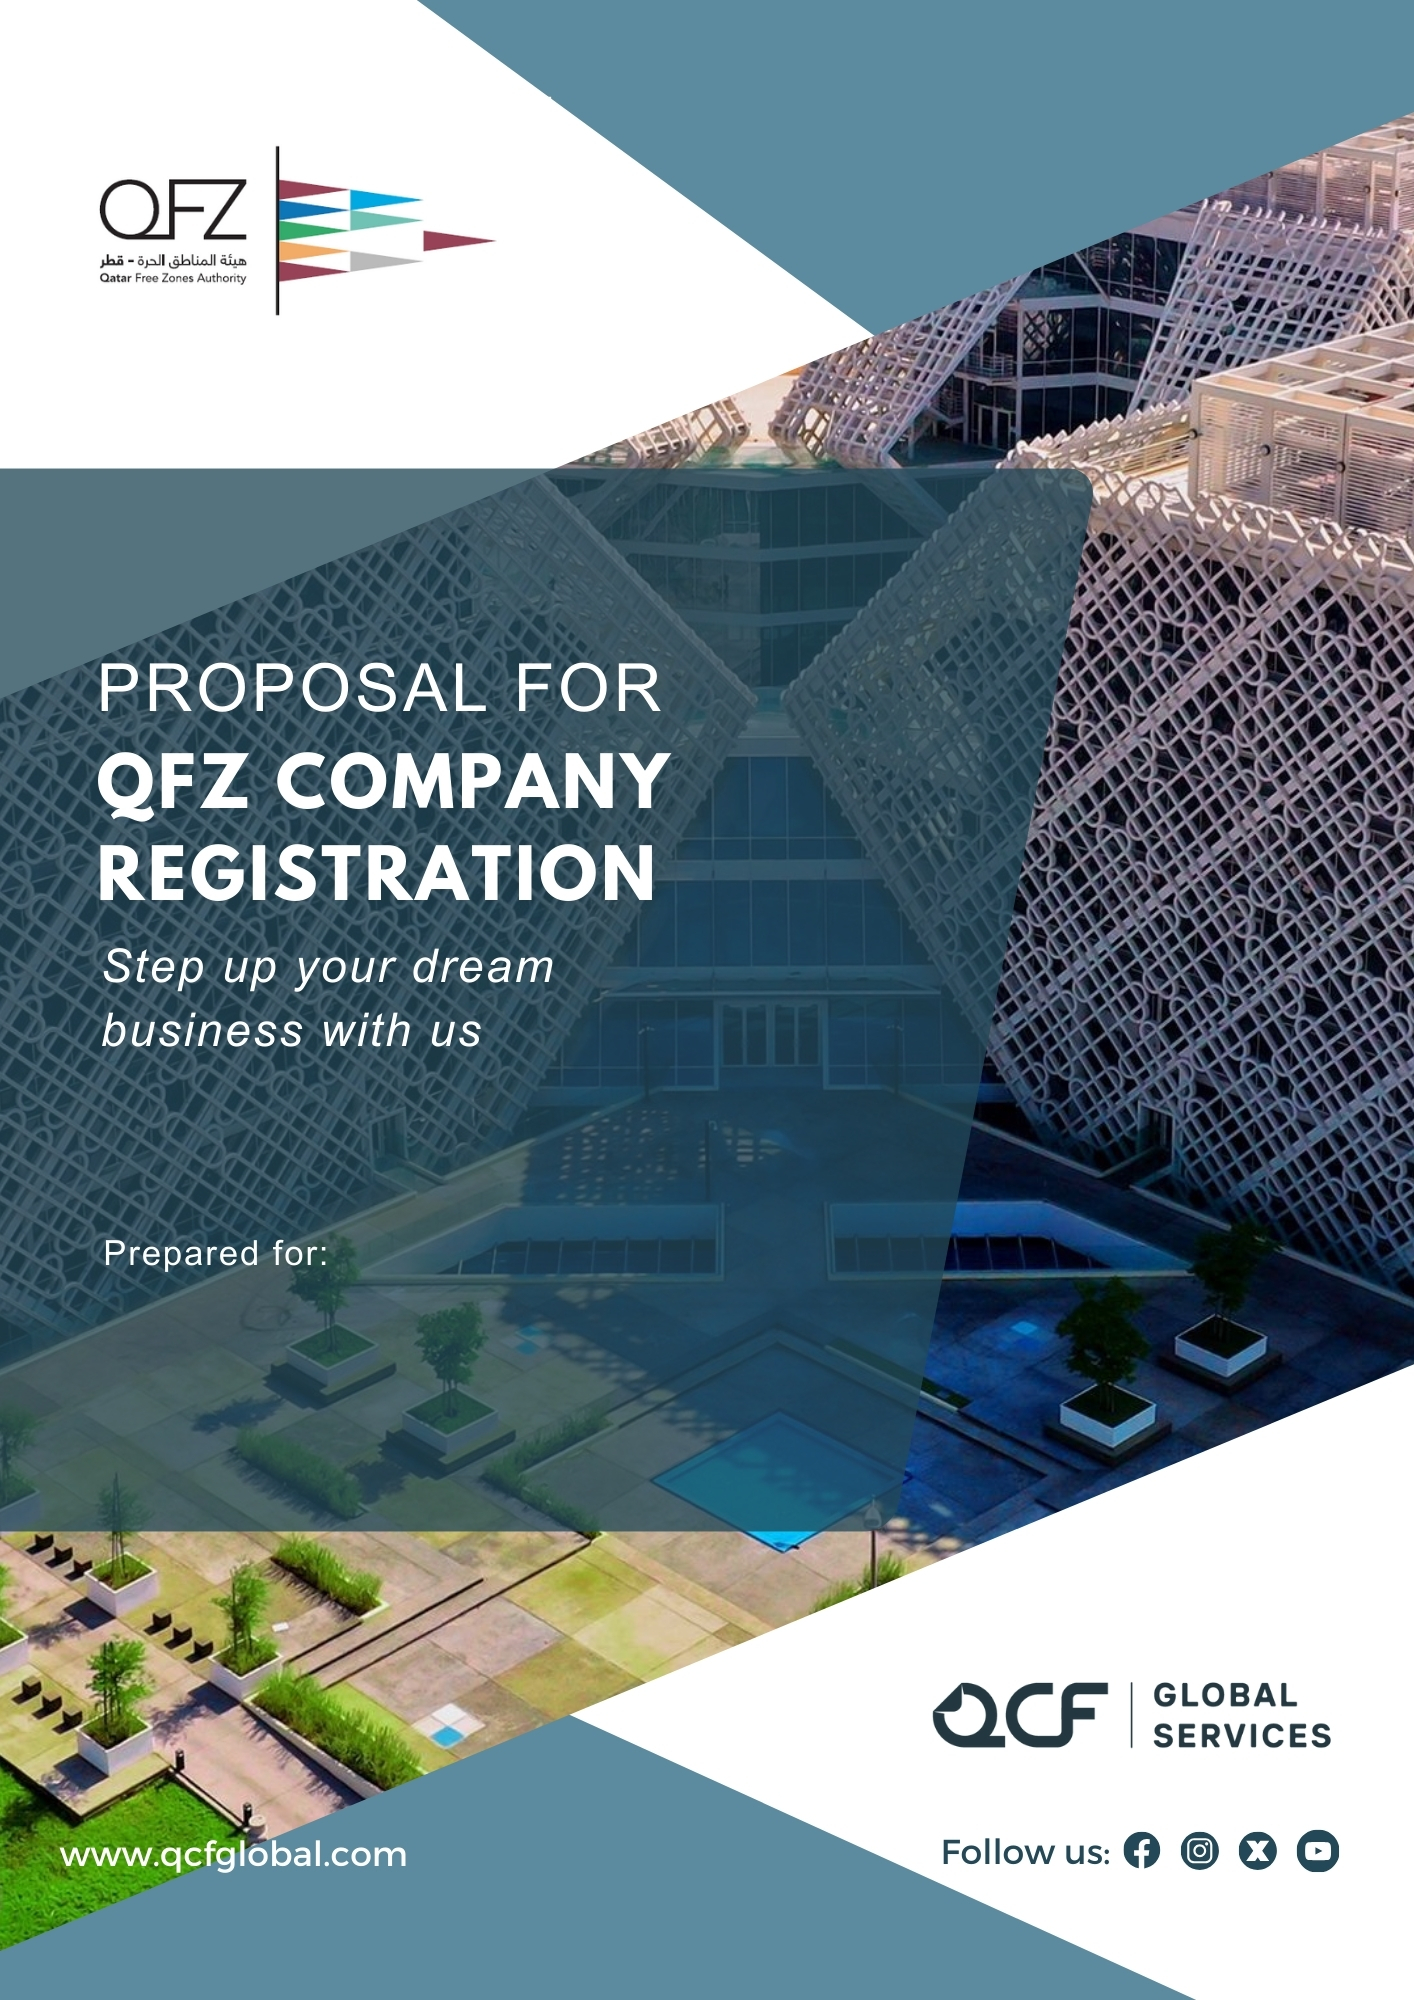 QFZ
هيئة المناطق الحرة - قطر
Qatar Free Zones Authority
PROPOSAL FOR
QFZ COMPANY
REGISTRATION
Step up your dream
business with us
Prepared for:
QCF GLOBAL
SERVICES
www.qcfglobal.com
Follow us: